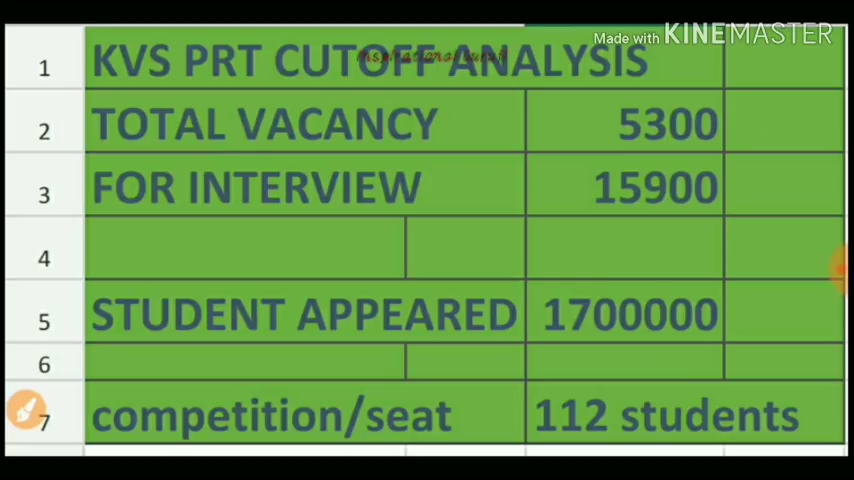 Made with KINEMASTER
1 KVS PRT CUTOFF ANALYSIS
2 TOTAL VACANCY 5300
3 FOR INTERVIEW 15900
4
5 STUDENT APPEARED 1700000
6
7 competition/seat 112 students